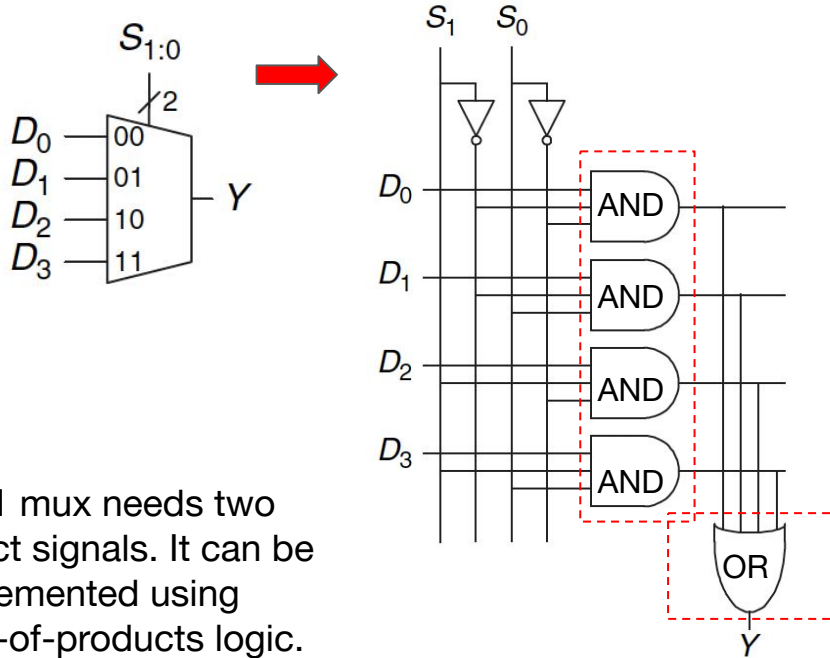 S1:0
2
D0 00
D1 01
D2 10
D3 11
Y
S1 S0
D0 AND
D1 AND
D2 AND
D3 AND
OR
Y
mux needs two
signals. It can be
using
-of-products logic.